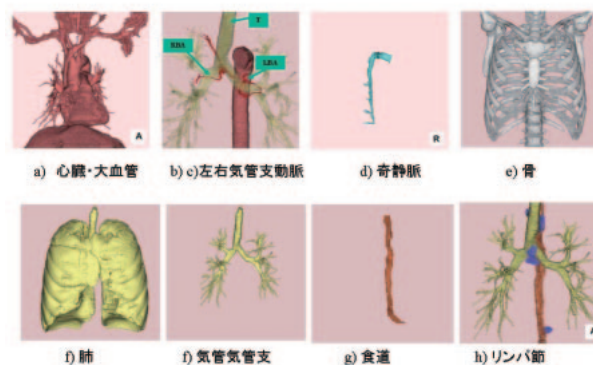 T
RBA
LBA
A
R
a) 心臓・大血管
b) c)左右気管支動脈
d) 奇静脈
e) 骨
f) 肺
f) 気管気管支
g) 食道
h) リンパ節